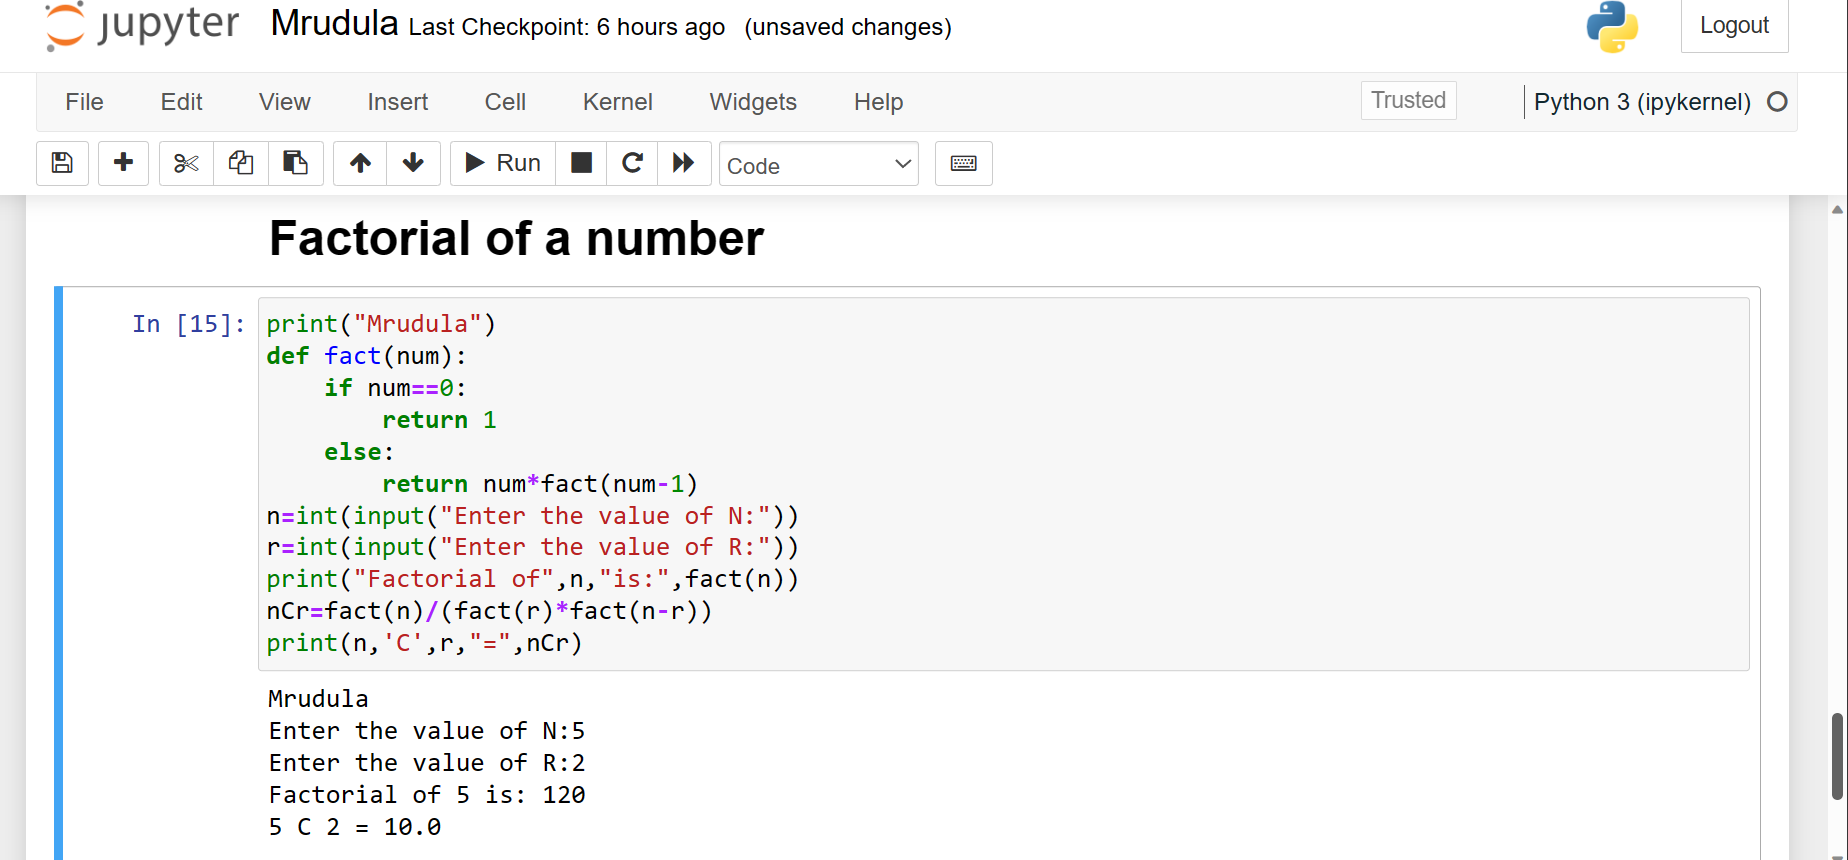 jupyter Mrudula Last Checkpoint: 6 hours ago (unsaved changes) Logout
File Edit View Insert Cell Kernel Widgets Help Trusted Python 3 (ipykernel)
Run Code
Factorial of a number
In [15]: print("Mrudula")
def fact(num):
    if num==0:
        return 1
    else:
        return num*fact(num-1)
n=int(input("Enter the value of N:"))
r=int(input("Enter the value of R:"))
print("Factorial of",n,"is:",fact(n))
nCr=fact(n)/(fact(r)*fact(n-r))
print(n,'C',r,"=",nCr)
Mrudula
Enter the value of N:5
Enter the value of R:2
Factorial of 5 is: 120
5 C 2 = 10.0